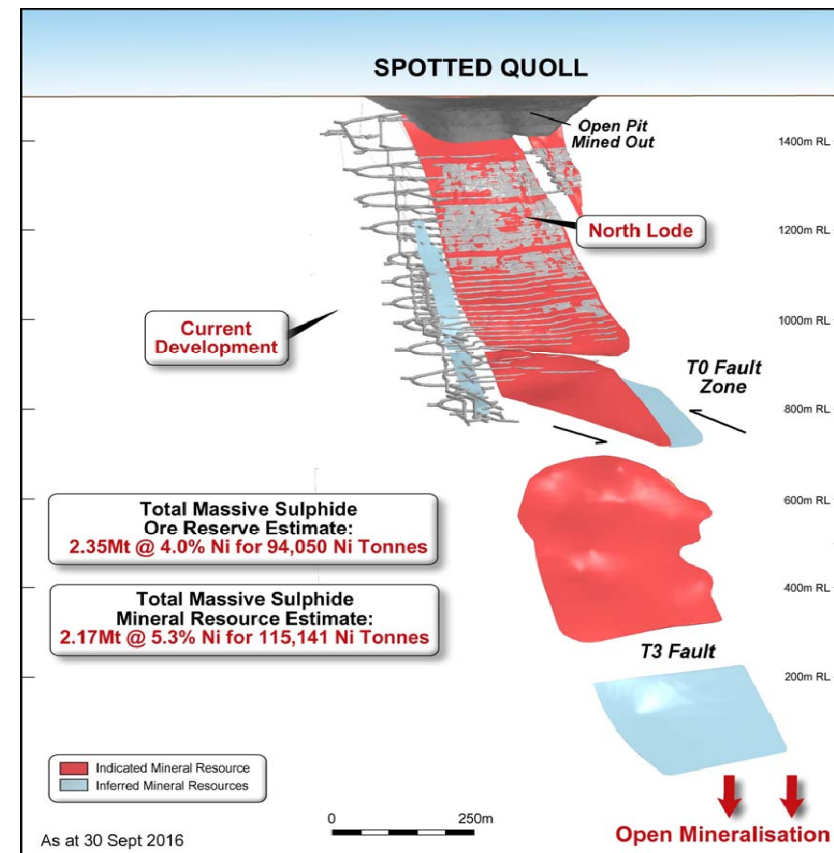 SPOTTED QUOLL
Open Pit
Mined Out
1400m RL
North Lode
1200m RL
Current
Development
1000m RL
T0 Fault
Zone
800m RL
Total Massive Sulphide
Ore Reserve Estimate:
2.35Mt @ 4.0% Ni for 94,050 Ni Tonnes
600m RL
Total Massive Sulphide
Mineral Resource Estimate:
2.17Mt @ 5.3% Ni for 115,141 Ni Tonnes
400m RL
T3 Fault
200m RL
Indicated Mineral Resource
Inferred Mineral Resources
0 250m
As at 30 Sept 2016
Open Mineralisation